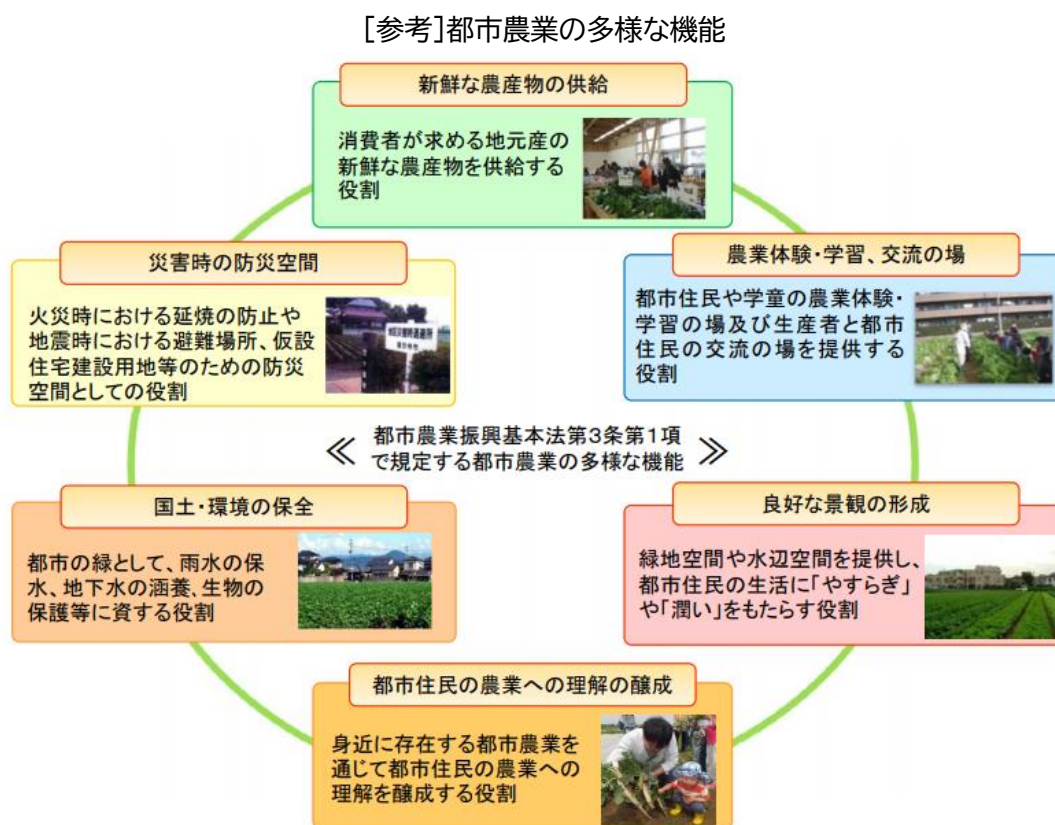 [参考]都市農業の多様な機能
新鮮な農産物の供給
消費者が求める地元産の
新鮮な農産物を供給する
役割
災害時の防災空間
火災時における延焼の防止や
地震時における避難場所、仮設
住宅建設用地等のための防災
空間としての役割
農業体験・学習、交流の場
都市住民や学童の農業体験・
学習の場及び生産者と都市
住民の交流の場を提供する
役割
≪ 都市農業振興基本法第3条第1項 ≫
で規定する都市農業の多様な機能
国土・環境の保全
都市の緑として、雨水の保
水、地下水の涵養、生物の
保護等に資する役割
良好な景観の形成
緑地空間や水辺空間を提供し、
都市住民の生活に「やすらぎ」
や「潤い」をもたらす役割
都市住民の農業への理解の醸成
身近に存在する都市農業を
通じて都市住民の農業への
理解を醸成する役割